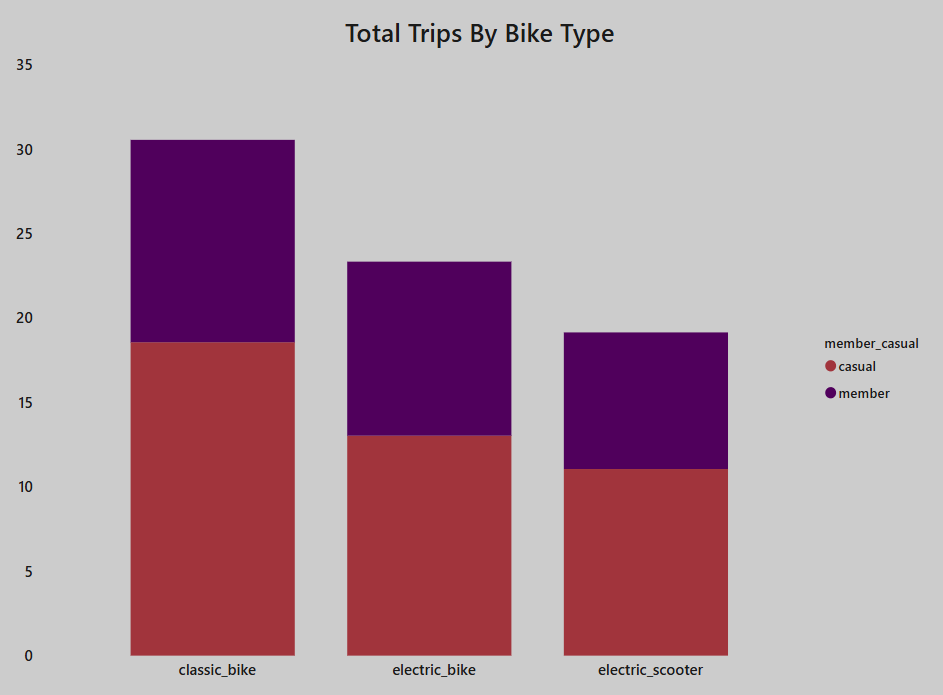 Total Trips By Bike Type
35
30
25
20
15
10
5
0
classic_bike
electric_bike
electric_scooter
member_casual
casual
member